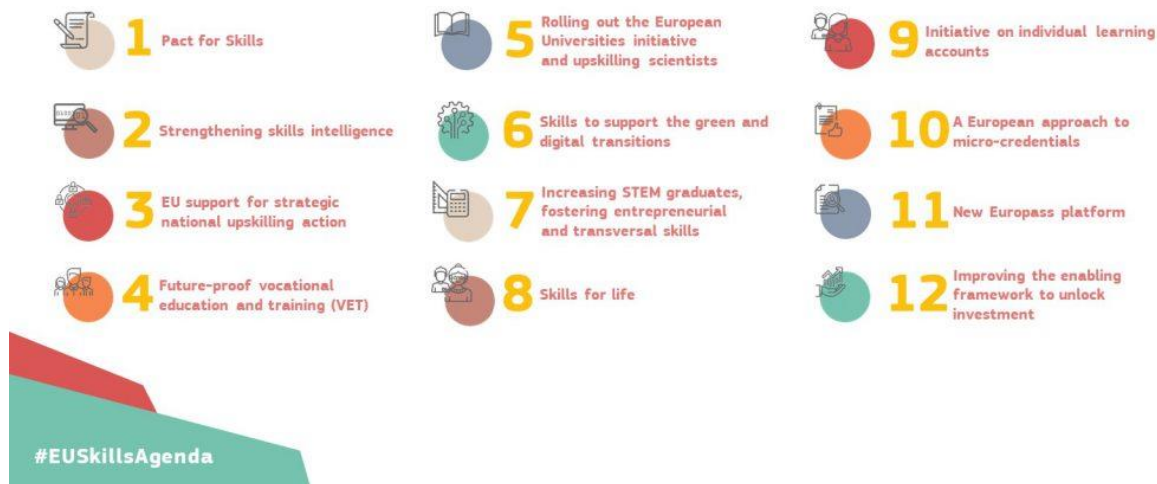 1 Pact for Skills
2 Strengthening skills intelligence
3 EU support for strategic
national upskilling action
4 Future-proof vocational
education and training (VET)
5 Rolling out the European
Universities initiative
and upskilling scientists
6 Skills to support the green and
digital transitions
7 Increasing STEM graduates,
fostering entrepreneurial
and transversal skills
8 Skills for life
9 Initiative on individual learning
accounts
10 A European approach to
micro-credentials
11 New Europass platform
12 Improving the enabling
framework to unlock
investment
#EUSkillsAgenda